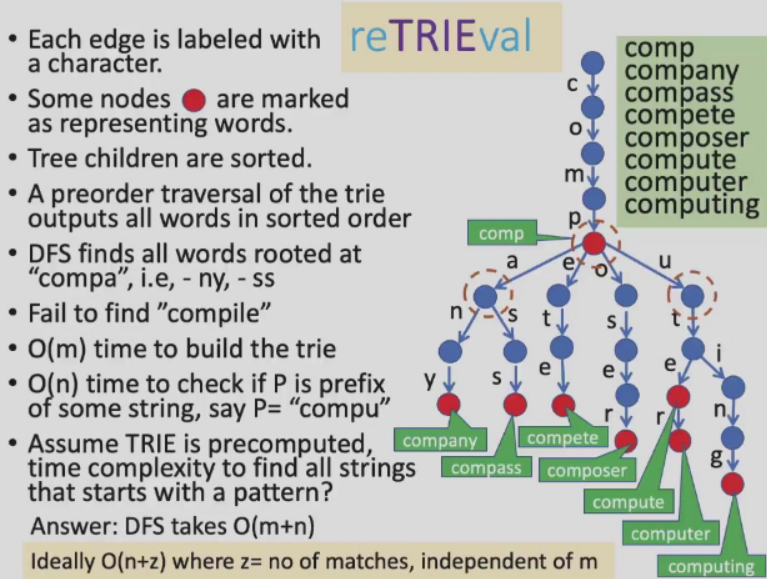 reTRIEval
• Each edge is labeled with
a character.
• Some nodes are marked
as representing words.
• Tree children are sorted.
• A preorder traversal of the trie
outputs all words in sorted order
• DFS finds all words rooted at
“compa”, i.e, - ny, - ss
• Fail to find ”compile”
• O(m) time to build the trie
• O(n) time to check if P is prefix
of some string, say P= “compu”
• Assume TRIE is precomputed,
time complexity to find all strings
that starts with a pattern?
Answer: DFS takes O(m+n)
Ideally O(n+z) where z= no of matches, independent of m
comp
company
compass
compete
composer
compute
computer
computing
c
o
m
p
comp
a e o u
n s t s t
y s e e e i
r r n
g
company
compass
compete
composer
compute
computer
computing